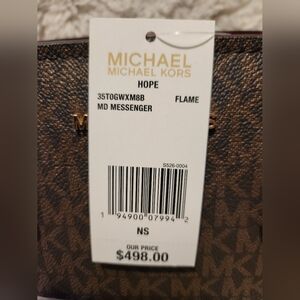 MICHAEL
MICHAEL KORS
HOPE
35T0GWXM8B FLAME
MD MESSENGER
S526-0004
1 94900 07994 2
NS
OUR PRICE
$498.00